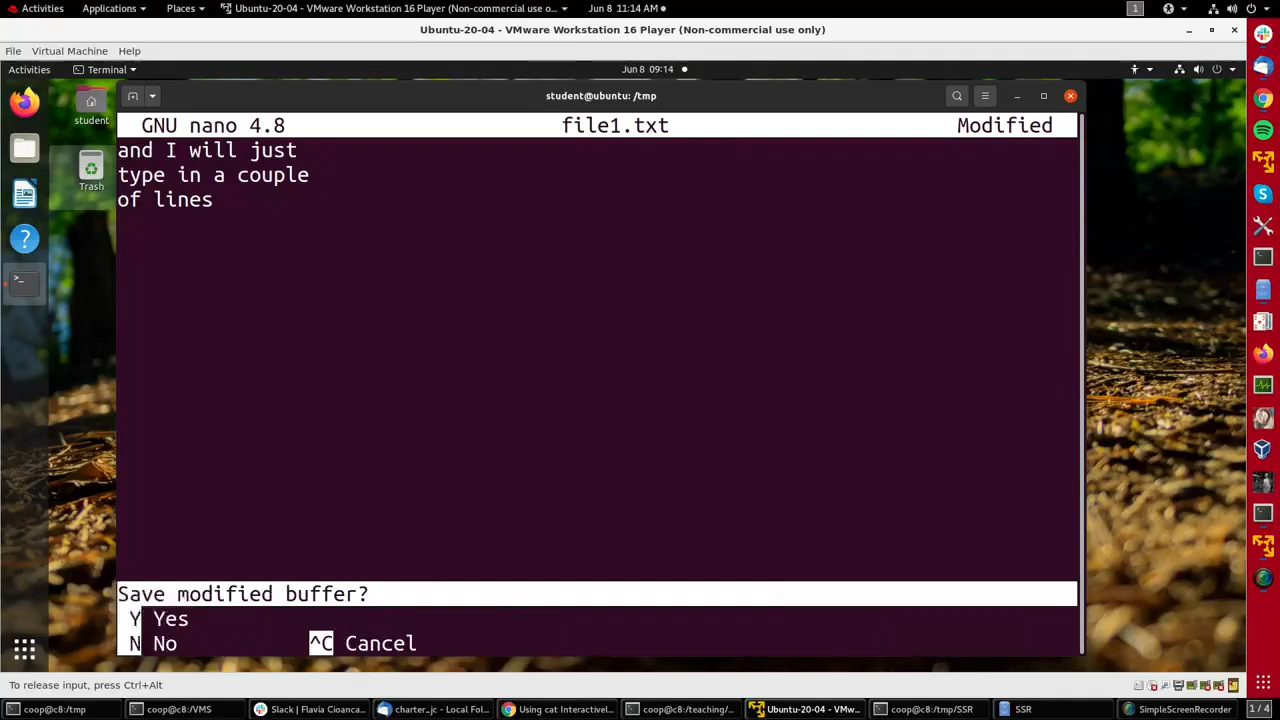 Activities Applications Places Ubuntu-20-04 - VMware Workstation 16 Player (Non-commercial use o... Jun 8 11:14 AM 1
Ubuntu-20-04 - VMware Workstation 16 Player (Non-commercial use only)
File Virtual Machine Help
Activities Terminal Jun 8 09:14
student@ubuntu: /tmp
student
Trash
GNU nano 4.8 file1.txt Modified
and I will just
type in a couple
of lines
Save modified buffer?
Y Yes
N No ^C Cancel
To release input, press Ctrl+Alt
coop@c8:/tmp coop@c8:/VMS Slack | Flavia Cioanca... charter_jc - Local Fol... Using cat Interactivel... coop@c8:/teaching/... Ubuntu-20-04 - VMw... coop@c8:/tmp/SSR SSR SimpleScreenRecorder 1 / 4